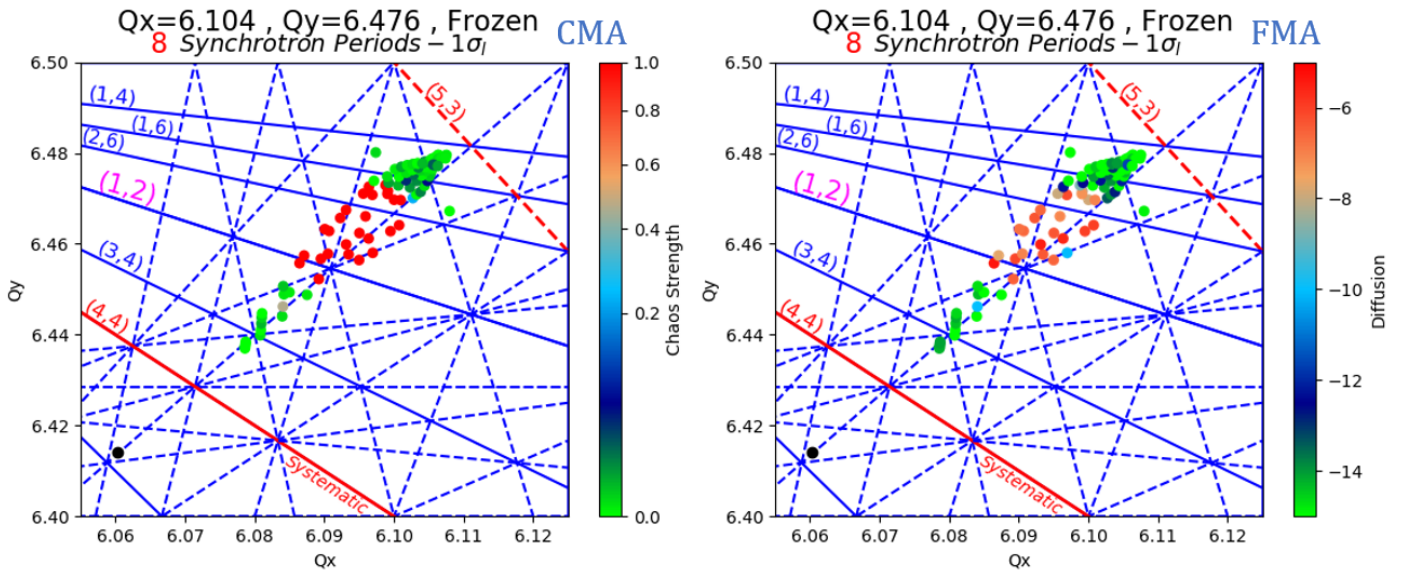 Qx=6.104 , Qy=6.476 , Frozen
8 Synchrotron Periods − 1σ_l
CMA
6.50
6.48
6.46
6.44
6.42
6.40
Qy
(1,4)
(1,6)
(2,6)
(1,2)
(3,4)
(4,4)
(5,3)
Systematic
6.06 6.07 6.08 6.09 6.10 6.11 6.12
Qx
1.0
0.8
0.6
0.4
0.2
0.0
Chaos Strength
Qx=6.104 , Qy=6.476 , Frozen
8 Synchrotron Periods − 1σ_l
FMA
6.50
6.48
6.46
6.44
6.42
6.40
Qy
(1,4)
(1,6)
(2,6)
(1,2)
(3,4)
(4,4)
(5,3)
Systematic
6.06 6.07 6.08 6.09 6.10 6.11 6.12
Qx
−6
−8
−10
−12
−14
Diffusion